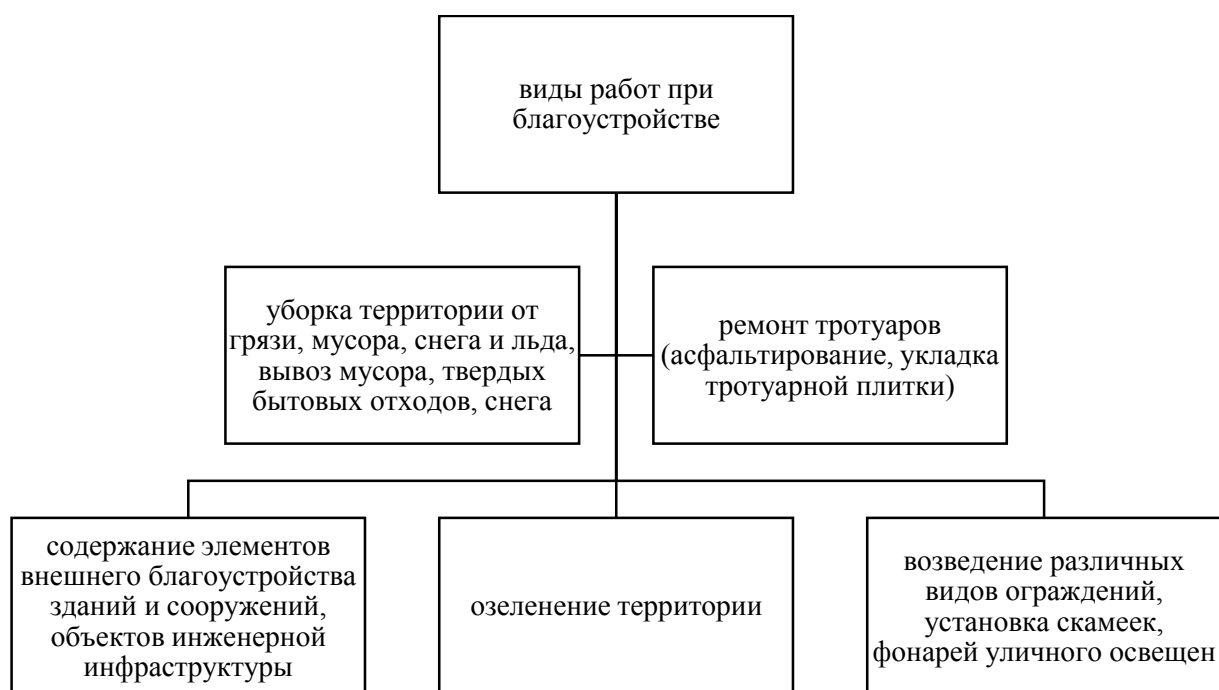 виды работ при
благоустройстве
уборка территории от
грязи, мусора, снега и льда,
вывоз мусора, твердых
бытовых отходов, снега
ремонт тротуаров
(асфальтирование, укладка
тротуарной плитки)
содержание элементов
внешнего благоустройства
зданий и сооружений,
объектов инженерной
инфраструктуры
озеленение территории
возведение различных
видов ограждений,
установка скамеек,
фонарей уличного освещен